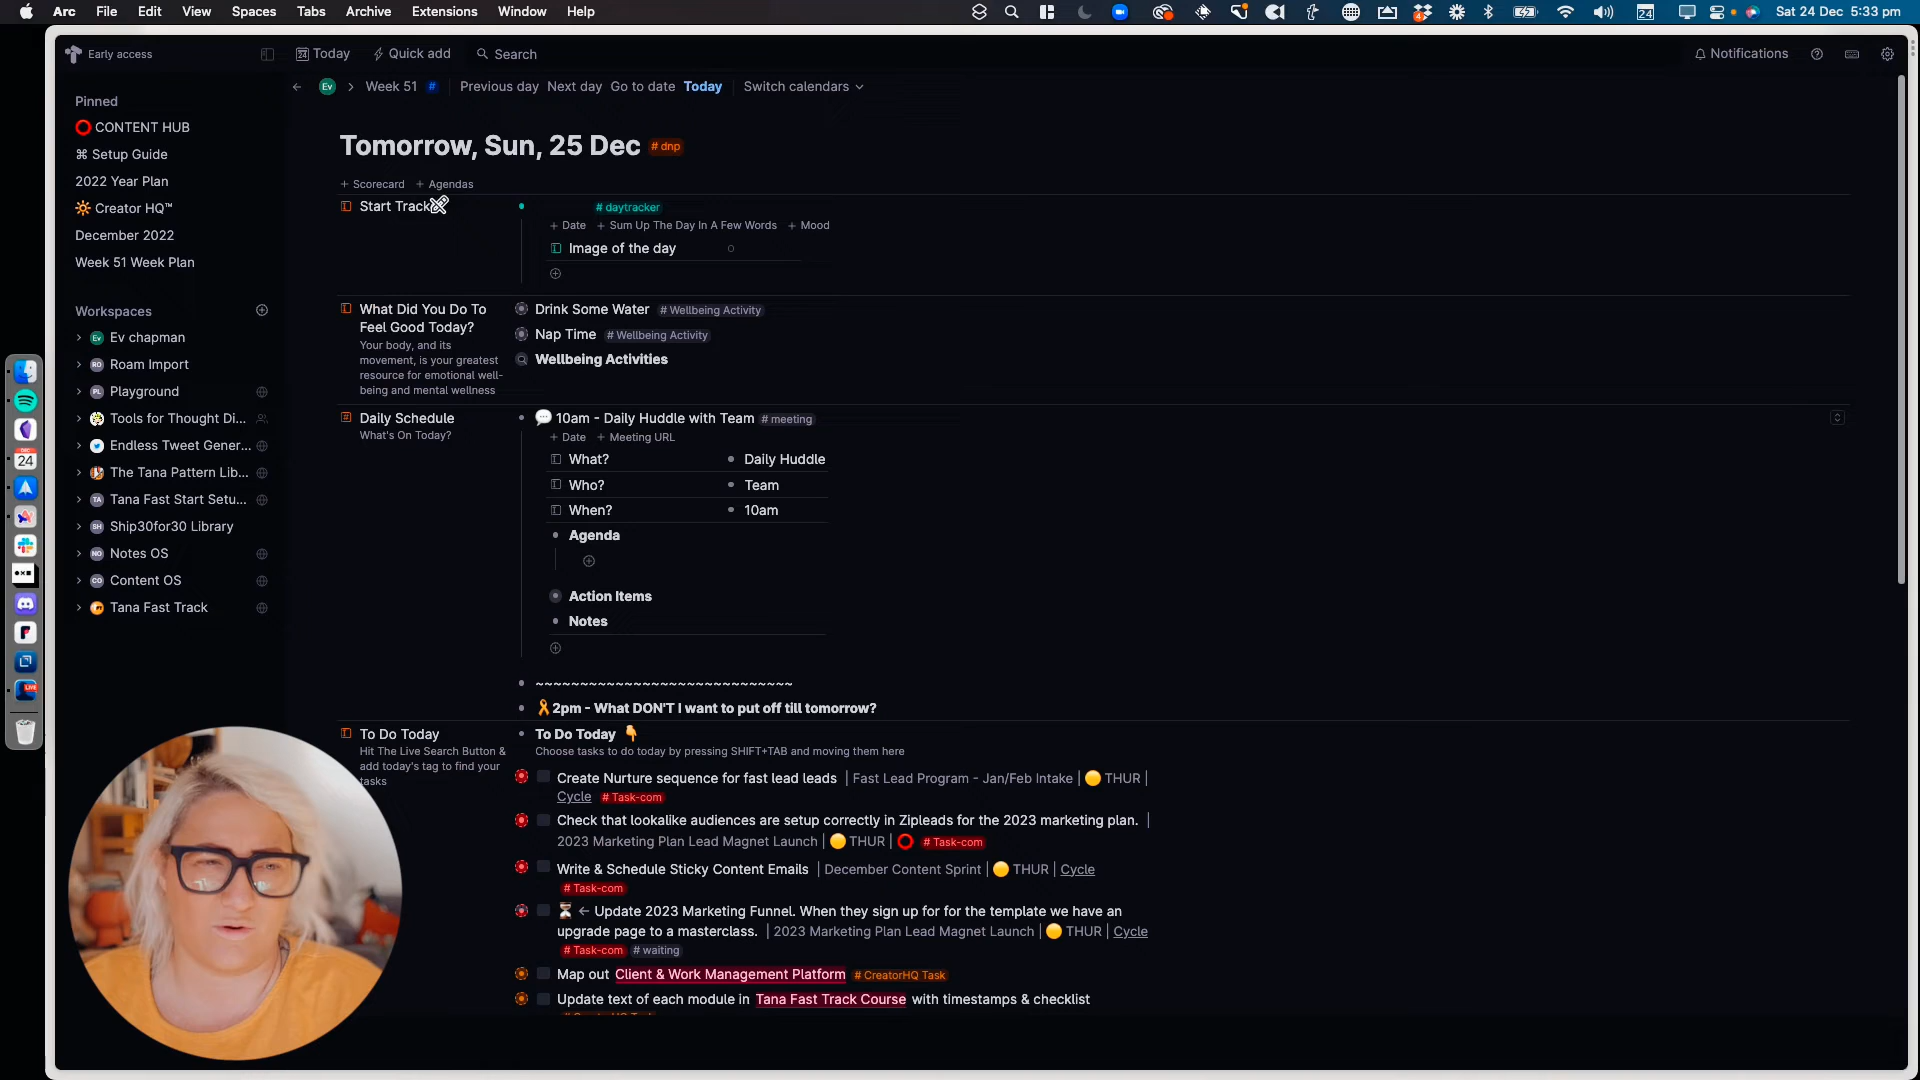 Arc File Edit View Spaces Tabs Archive Extensions Window Help
24 Sat 24 Dec 5:33 pm
Early access Today Quick add Search Notifications
Ev > Week 51 # Previous day Next day Go to date Today Switch calendars
Pinned
CONTENT HUB
⌘ Setup Guide
2022 Year Plan
Creator HQ™
December 2022
Week 51 Week Plan
Workspaces
Ev Ev chapman
RO Roam Import
PL Playground
Tools for Thought Di...
Endless Tweet Gener...
The Tana Pattern Lib...
TA Tana Fast Start Setu...
SH Ship30for30 Library
NO Notes OS
CO Content OS
Tana Fast Track
Tomorrow, Sun, 25 Dec # dnp
+ Scorecard + Agendas
Start Track
# daytracker
+ Date + Sum Up The Day In A Few Words + Mood
Image of the day
What Did You Do To
Feel Good Today?
Your body, and its
movement, is your greatest
resource for emotional well-
being and mental wellness
Drink Some Water # Wellbeing Activity
Nap Time # Wellbeing Activity
Wellbeing Activities
Daily Schedule
What's On Today?
💬 10am - Daily Huddle with Team # meeting
+ Date + Meeting URL
What? Daily Huddle
Who? Team
When? 10am
Agenda
Action Items
Notes
~~~~~~~~~~~~~~~~~~~~~~~~~~~~
🎗️2pm - What DON'T I want to put off till tomorrow?
To Do Today
Hit The Live Search Button &
add today's tag to find your
tasks
To Do Today 👇
Choose tasks to do today by pressing SHIFT+TAB and moving them here
Create Nurture sequence for fast lead leads | Fast Lead Program - Jan/Feb Intake | 🟡 THUR |
Cycle # Task-com
Check that lookalike audiences are setup correctly in Zipleads for the 2023 marketing plan. |
2023 Marketing Plan Lead Magnet Launch | 🟡 THUR | ⭕ # Task-com
Write & Schedule Sticky Content Emails | December Content Sprint | 🟡 THUR | Cycle
# Task-com
⏳ ← Update 2023 Marketing Funnel. When they sign up for for the template we have an
upgrade page to a masterclass. | 2023 Marketing Plan Lead Magnet Launch | 🟡 THUR | Cycle
# Task-com # waiting
Map out Client & Work Management Platform # CreatorHQ Task
Update text of each module in Tana Fast Track Course with timestamps & checklist